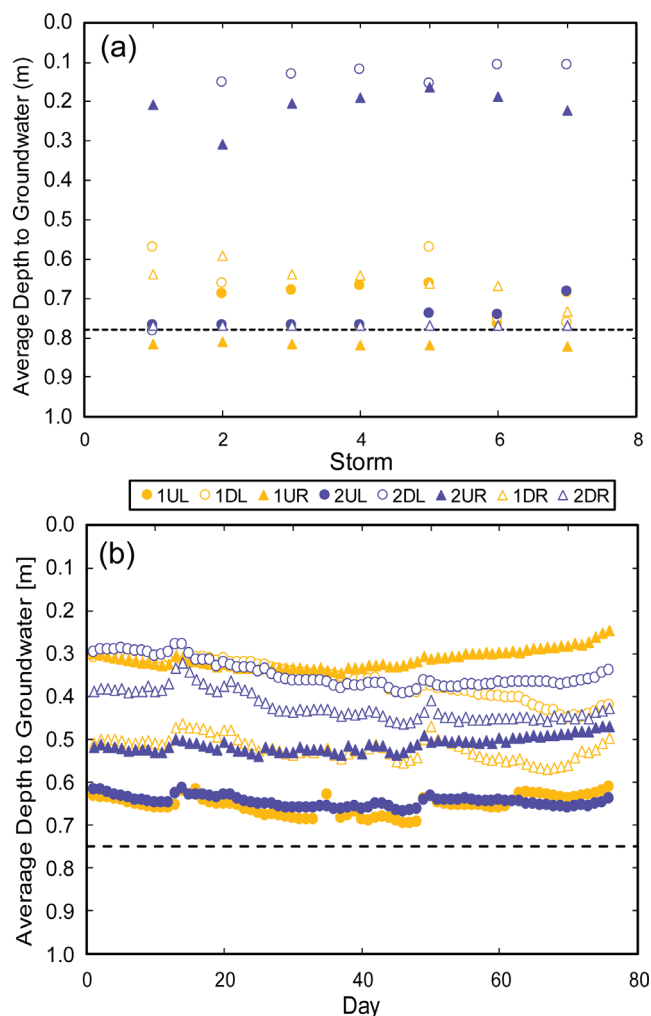 0.0
(a)
0.1
0.2
0.3
0.4
0.5
0.6
0.7
0.8
0.9
1.0
Average Depth to Groundwater (m)
0 2 4 6 8
Storm
1UL 1DL 1UR 2UL 2DL 2UR 1DR 2DR
0.0
(b)
0.1
0.2
0.3
0.4
0.5
0.6
0.7
0.8
0.9
1.0
Averaage Depth to Groundwater [m]
0 20 40 60 80
Day